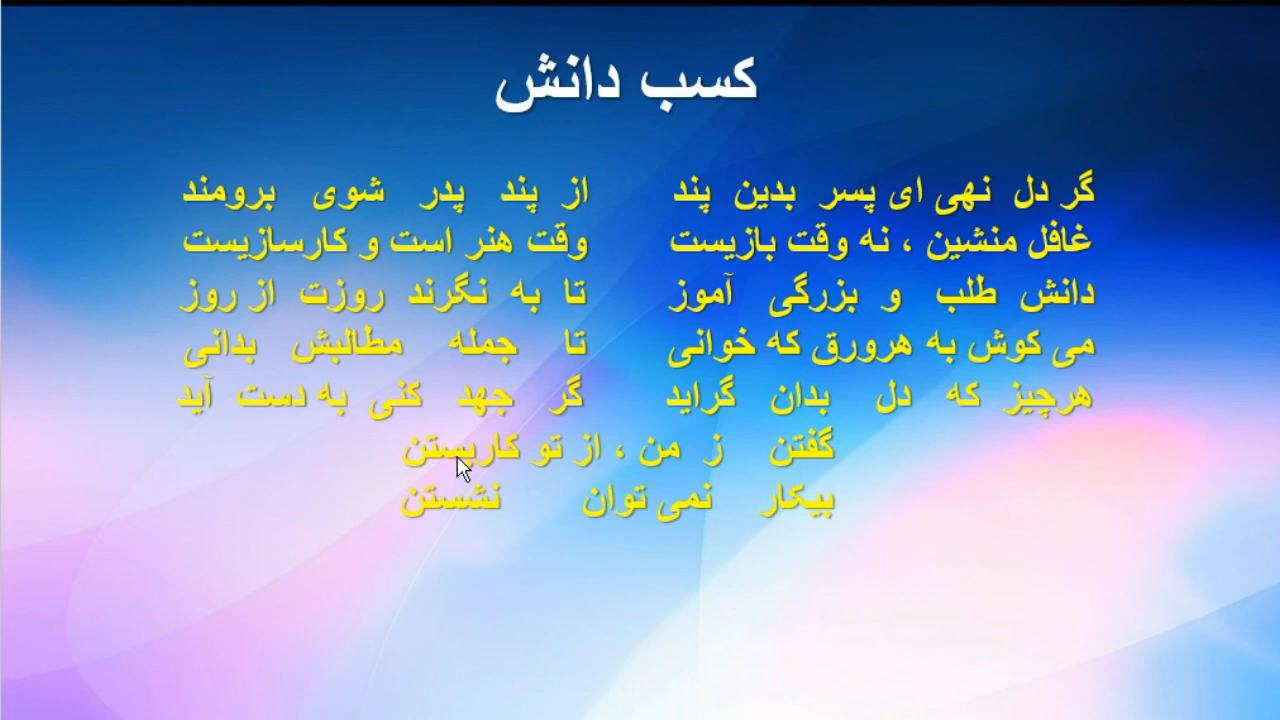 کسب دانش
گر دل نهی ای پسر بدین پند از پند پدر شوی برومند
غافل منشین ، نه وقت بازیست وقت هنر است و کارسازیست
دانش طلب و بزرگی آموز تا به نگرند روزت از روز
می کوش به هرورق که خوانی تا جمله مطالبش بدانی
هرچیز که دل بدان گراید گر جهد کنی به دست آید
گفتن ز من ، از تو کاربستن
بیکار نمی توان نشستن